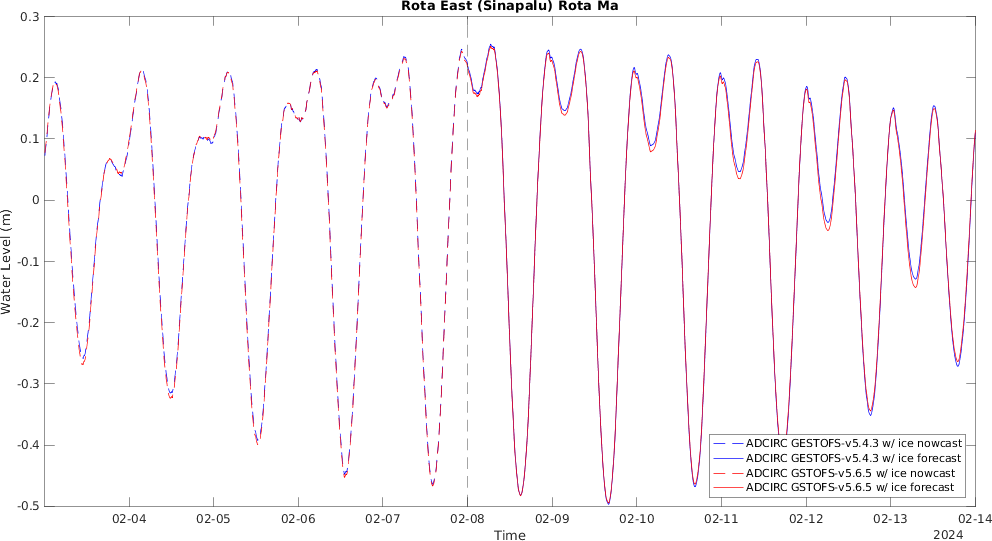 Rota East (Sinapalu) Rota Ma
Water Level (m)
0.3
0.2
0.1
0
-0.1
-0.2
-0.3
-0.4
-0.5
ADCIRC GESTOFS-v5.4.3 w/ ice nowcast
ADCIRC GESTOFS-v5.4.3 w/ ice forecast
ADCIRC GSTOFS-v5.6.5 w/ ice nowcast
ADCIRC GSTOFS-v5.6.5 w/ ice forecast
02-04 02-05 02-06 02-07 02-08 02-09 02-10 02-11 02-12 02-13 02-14
Time
2024